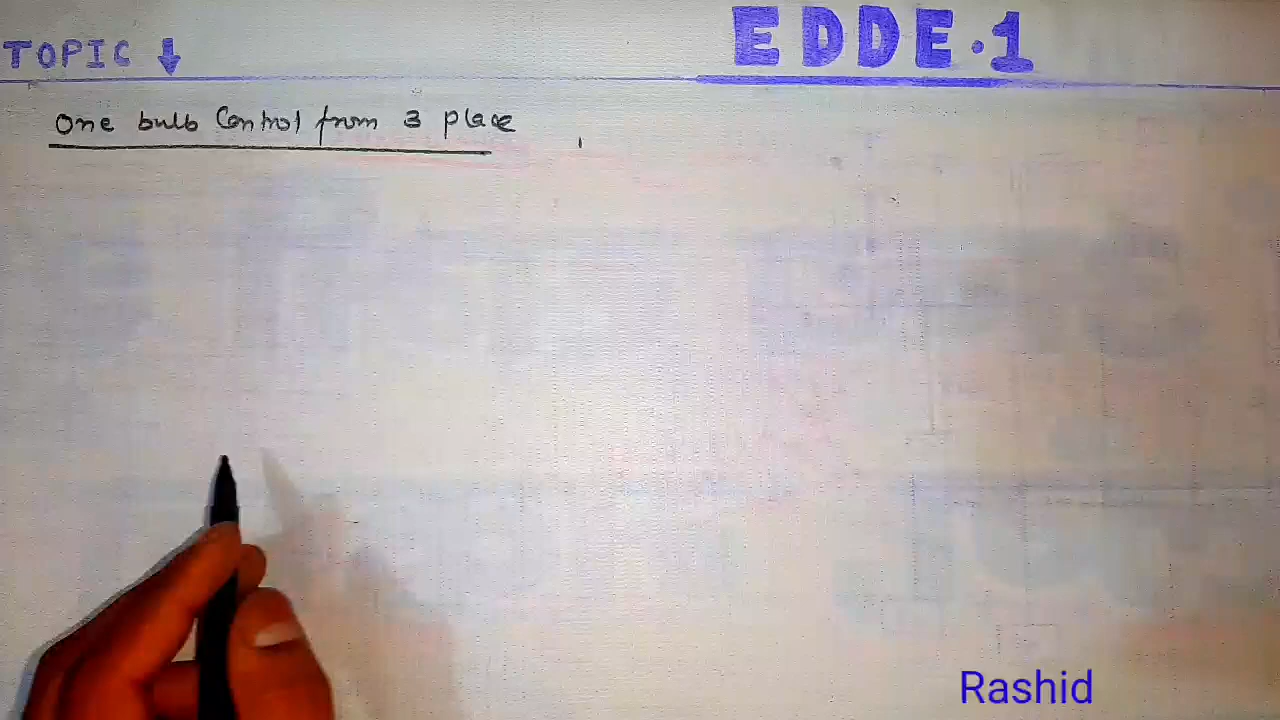 TOPIC ↓
EDDE.1
One bulb Control from 3 place
Rashid